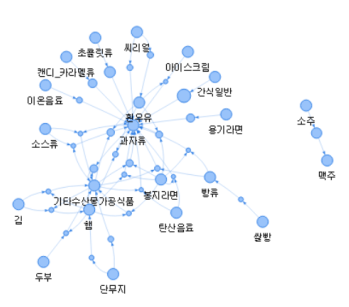 씨리얼
초콜릿류
아이스크림
캔디_카라멜류
간식일반
이온음료
흰우유
용기라면
소주
과자류
소스류
맥주
봉지라면
빵류
기타수산물가공식품
김
햄
탄산음료
쌀빵
두부
단무지